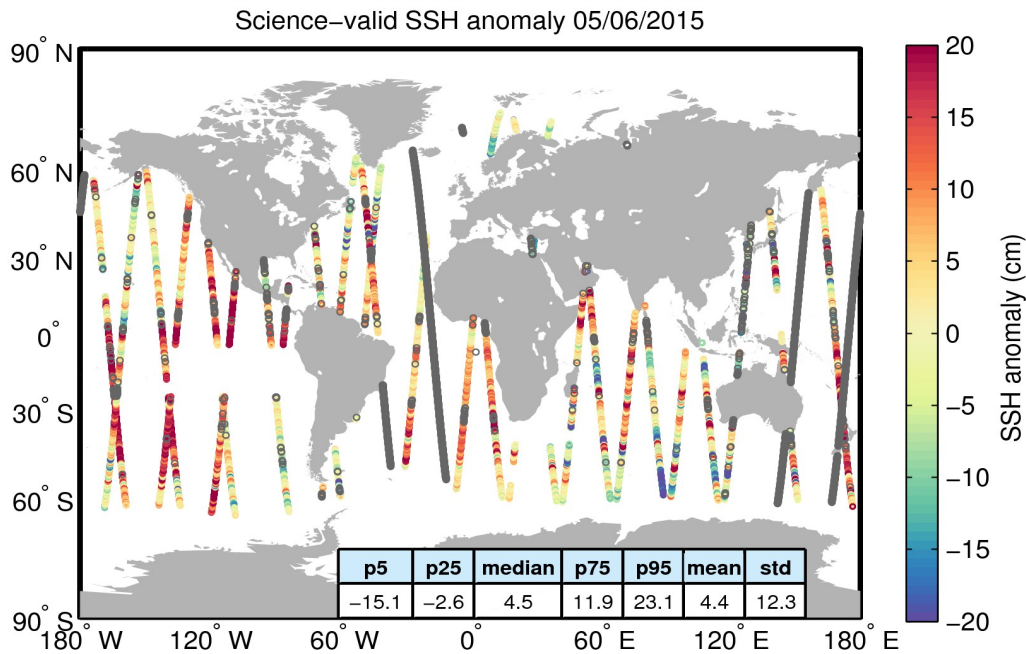 Science−valid SSH anomaly 05/06/2015
90° N
60° N
30° N
0°
30° S
60° S
90° S
180° W 120° W 60° W 0° 60° E 120° E 180° E
p5 p25 median p75 p95 mean std
−15.1 −2.6 4.5 11.9 23.1 4.4 12.3
20
15
10
5
0
−5
−10
−15
−20
SSH anomaly (cm)